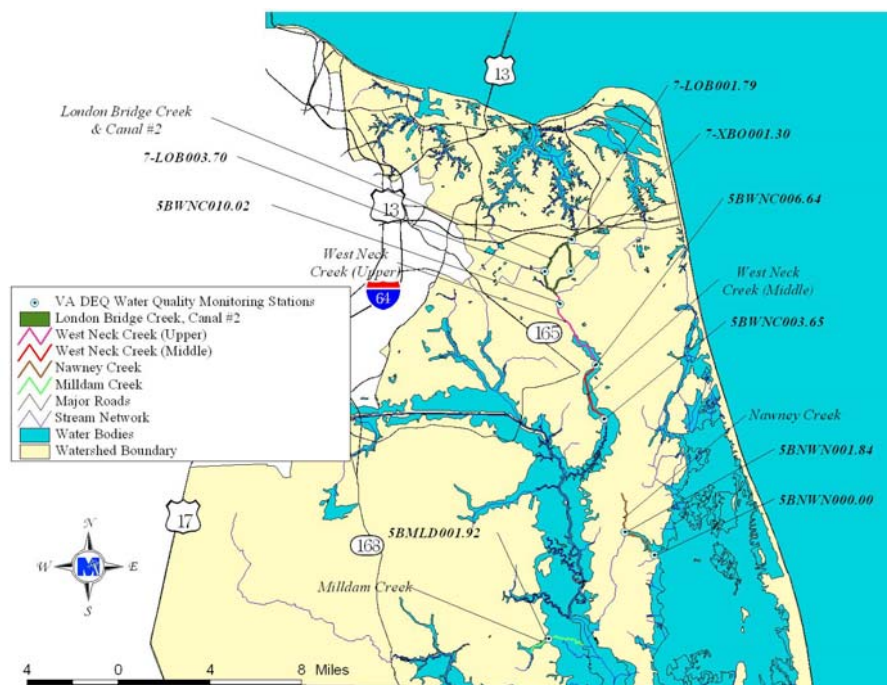 13
7-LOB001.79
London Bridge Creek
& Canal #2
7-XBO001.30
7-LOB003.70
13
5BWNC010.02
5BWNC006.64
West Neck
Creek (Upper)
West Neck
Creek (Middle)
64
165
5BWNC003.65
VA DEQ Water Quality Monitoring Stations
London Bridge Creek, Canal #2
West Neck Creek (Upper)
West Neck Creek (Middle)
Nawney Creek
Milldam Creek
Major Roads
Stream Network
Water Bodies
Watershed Boundary
Nawney Creek
5BNWN001.84
5BNWN000.00
17
168
5BMLD001.92
N
W
M
E
S
Milldam Creek
4 0 4 8 Miles